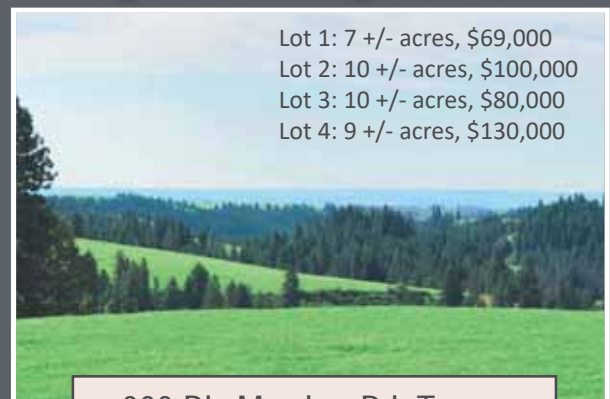 Lot 1: 7 +/- acres, $69,000
Lot 2: 10 +/- acres, $100,000
Lot 3: 10 +/- acres, $80,000
Lot 4: 9 +/- acres, $130,000